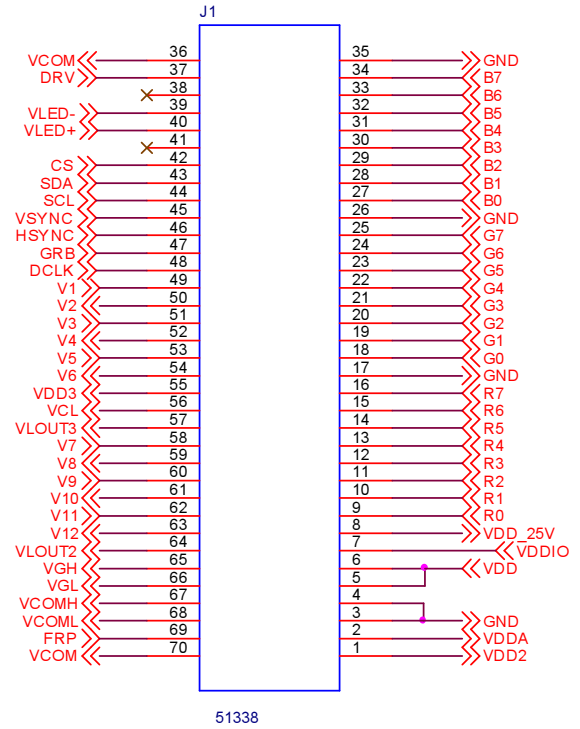 J1
VCOM 36 35 GND
DRV 37 34 B7
38 33 B6
VLED- 39 32 B5
VLED+ 40 31 B4
41 30 B3
CS 42 29 B2
SDA 43 28 B1
SCL 44 27 B0
VSYNC 45 26 GND
HSYNC 46 25 G7
GRB 47 24 G6
DCLK 48 23 G5
V1 49 22 G4
V2 50 21 G3
V3 51 20 G2
V4 52 19 G1
V5 53 18 G0
V6 54 17 GND
VDD3 55 16 R7
VCL 56 15 R6
VLOUT3 57 14 R5
V7 58 13 R4
V8 59 12 R3
V9 60 11 R2
V10 61 10 R1
V11 62 9 R0
V12 63 8 VDD_25V
VLOUT2 64 7 VDDIO
VGH 65 6 VDD
VGL 66 5
VCOMH 67 4
VCOML 68 3 GND
FRP 69 2 VDDA
VCOM 70 1 VDD2
51338